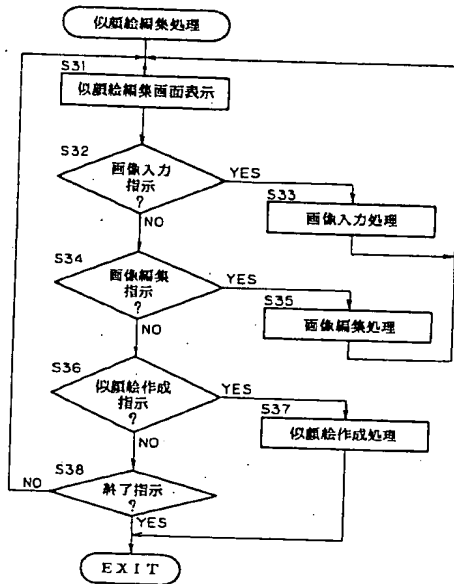 似顔絵編集処理
S31
似顔絵編集画面表示
S32
画像入力
指示
?
YES
NO
S33
画像入力処理
S34
画像編集
指示
?
YES
NO
S35
画像編集処理
S36
似顔絵作成
指示
?
YES
NO
S37
似顔絵作成処理
S38
終了指示
?
NO
YES
EXIT